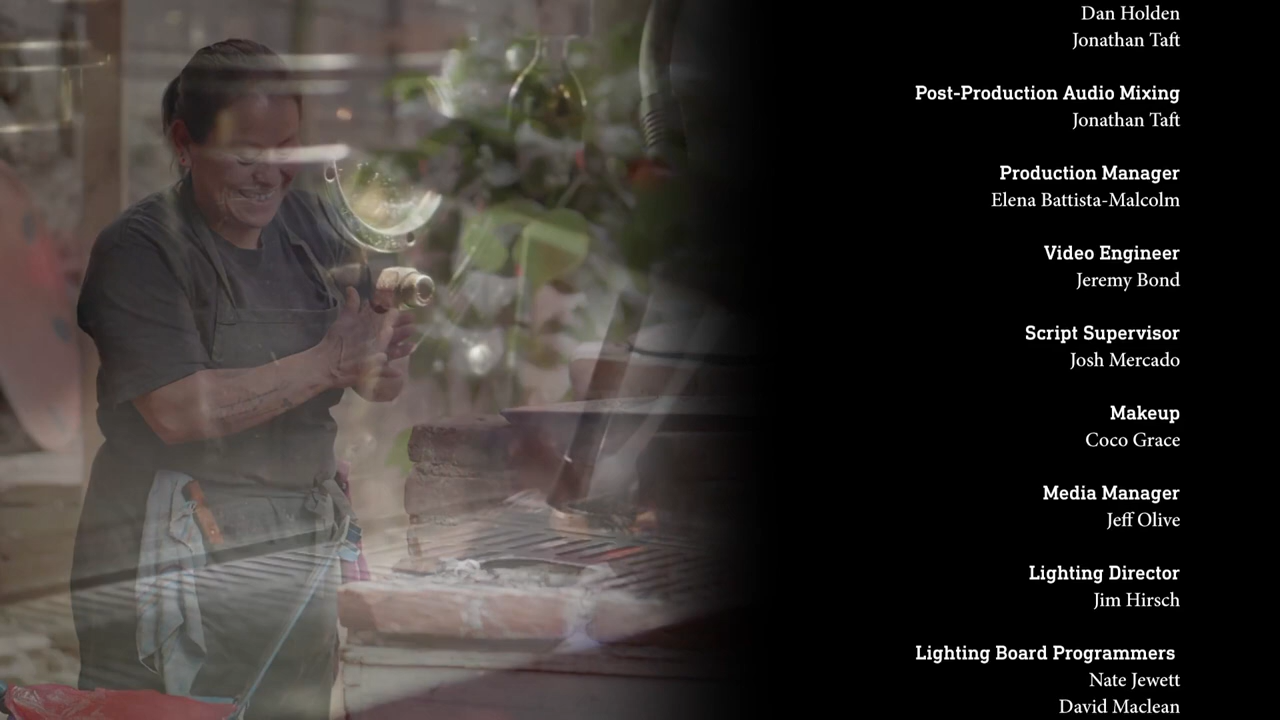 Dan Holden
Jonathan Taft
Post-Production Audio Mixing
Jonathan Taft
Production Manager
Elena Battista-Malcolm
Video Engineer
Jeremy Bond
Script Supervisor
Josh Mercado
Makeup
Coco Grace
Media Manager
Jeff Olive
Lighting Director
Jim Hirsch
Lighting Board Programmers
Nate Jewett
David Maclean